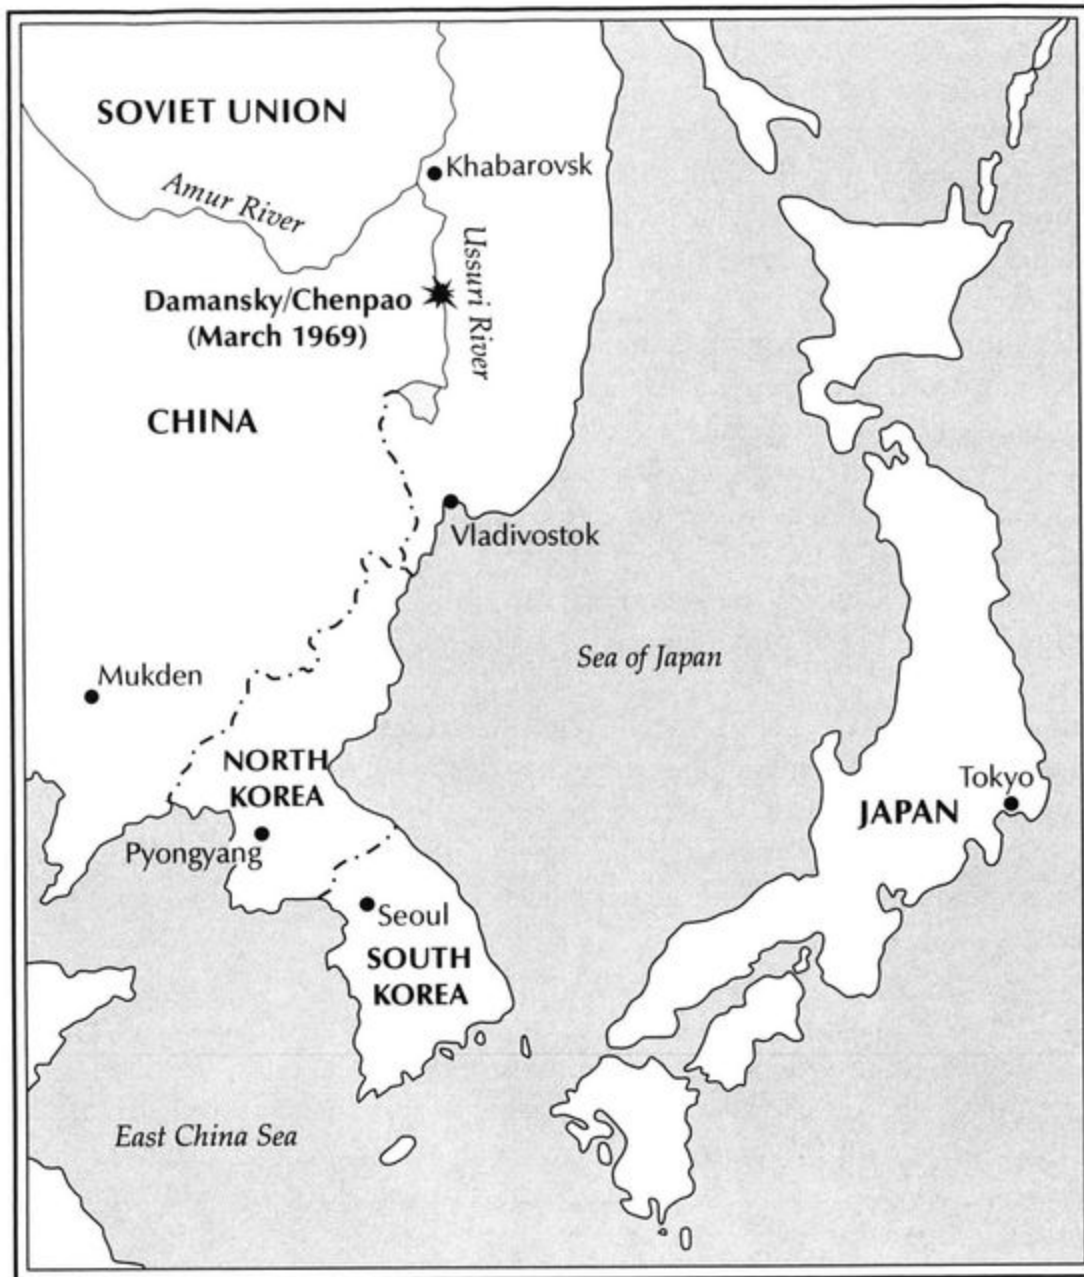 SOVIET UNION
Khabarovsk
Amur River
Ussuri River
Damansky/Chenpao
(March 1969)
CHINA
Vladivostok
Sea of Japan
Mukden
NORTH
KOREA
Tokyo
JAPAN
Pyongyang
Seoul
SOUTH
KOREA
East China Sea